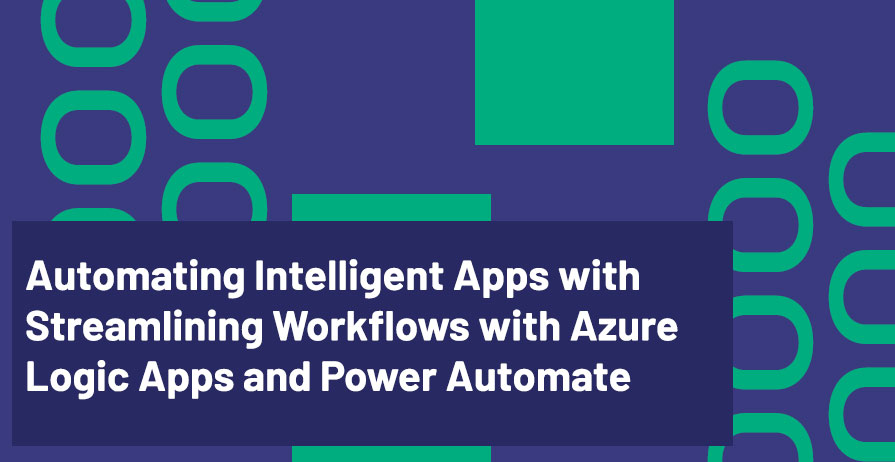 Automating Intelligent Apps with
Streamlining Workflows with Azure
Logic Apps and Power Automate